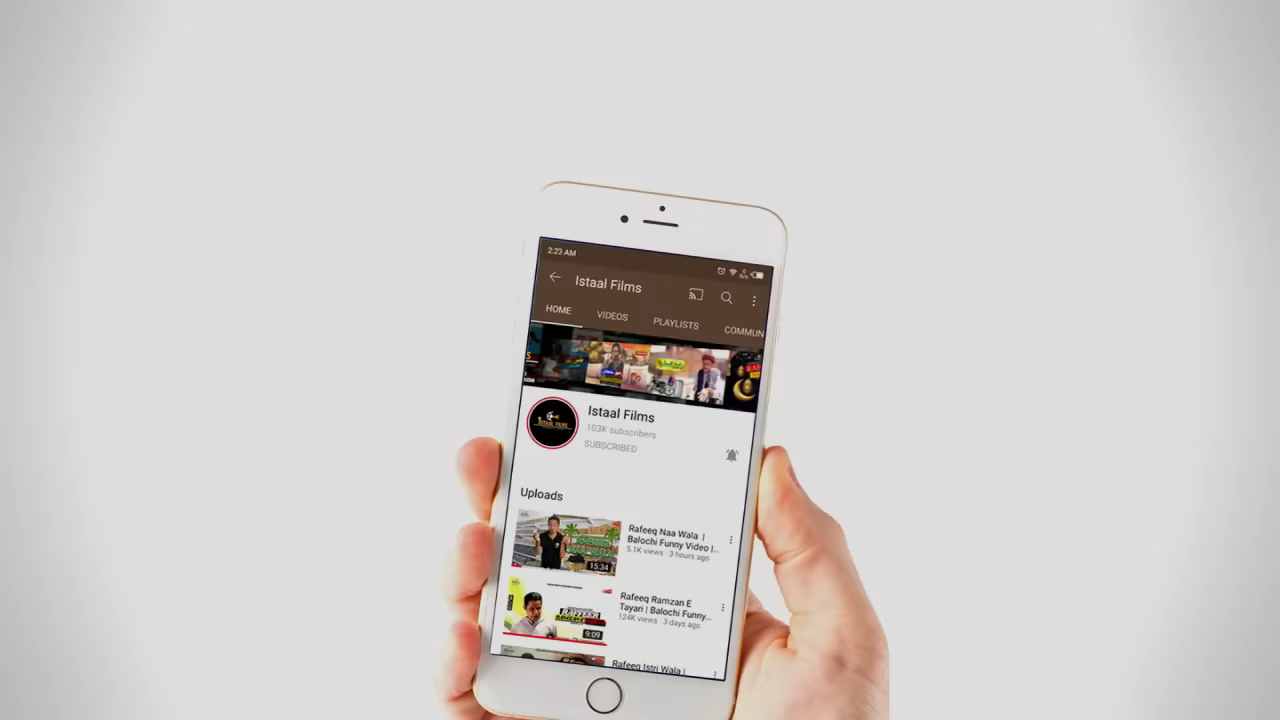 2:23 AM
Istaal Films
HOME VIDEOS PLAYLISTS COMMUN
Istaal Films
103K subscribers
SUBSCRIBED
ISTAAL FILMS
Uploads
Rafeeq Naa Wala |
Balochi Funny Video |...
5.1K views · 3 hours ago
15:34
Rafeeq Ramzan E
Tayari | Balochi Funny...
124K views · 3 days ago
9:09
Rafeeq Istri Wala |